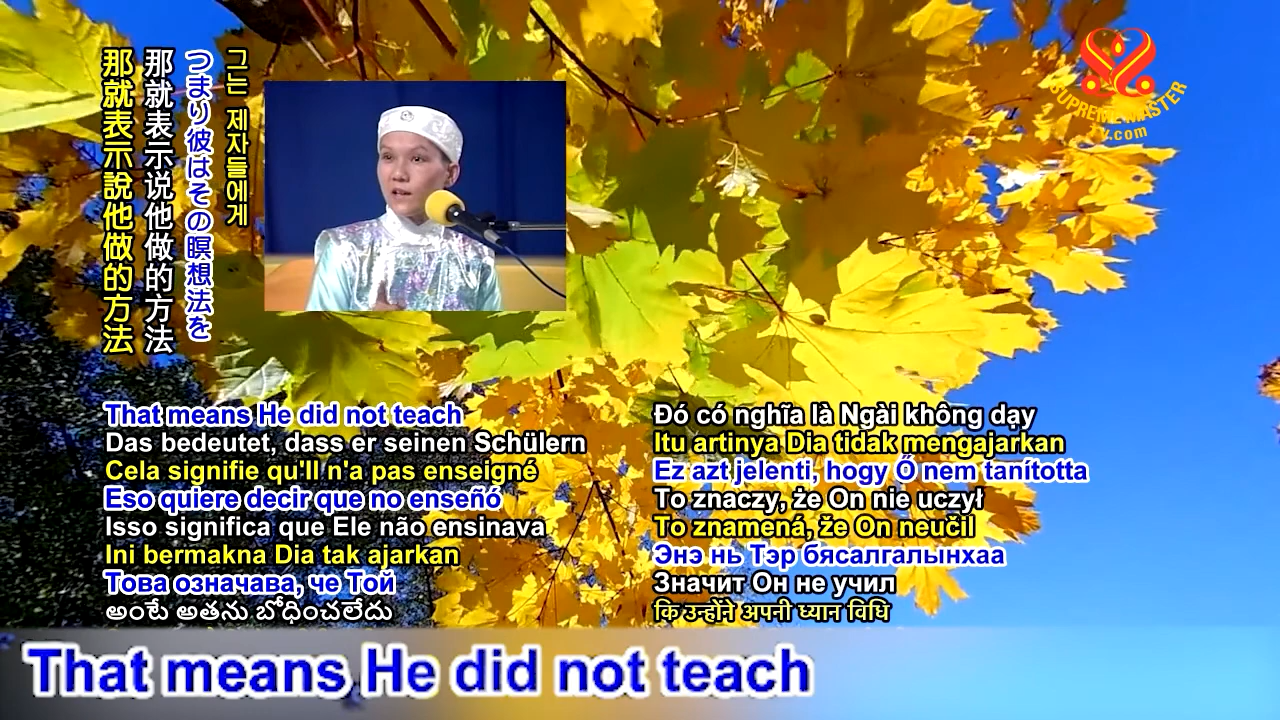 SUPREME MASTER
TV.com
그는 제자들에게
つまり彼はその瞑想法を
那就表示说他做的方法
那就表示說他做的方法
That means He did not teach
Das bedeutet, dass er seinen Schülern
Cela signifie qu'Il n'a pas enseigné
Eso quiere decir que no enseñó
Isso significa que Ele não ensinava
Ini bermakna Dia tak ajarkan
Това означава, че Той
అంటే అతను బోధించలేదు
Đó có nghĩa là Ngài không dạy
Itu artinya Dia tidak mengajarkan
Ez azt jelenti, hogy Ő nem tanította
To znaczy, że On nie uczył
To znamená, že On neučil
Энэ нь Тэр бясалгалынхаа
Значит Он не учил
कि उन्होंने अपनी ध्यान विधि
That means He did not teach